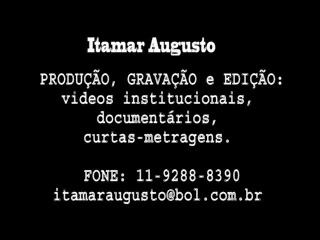 Itamar Augusto
PRODUÇÃO, GRAVAÇÃO e EDIÇÃO:
videos institucionais,
documentários,
curtas-metragens.
FONE: 11-9288-8390
itamaraugusto@bol.com.br